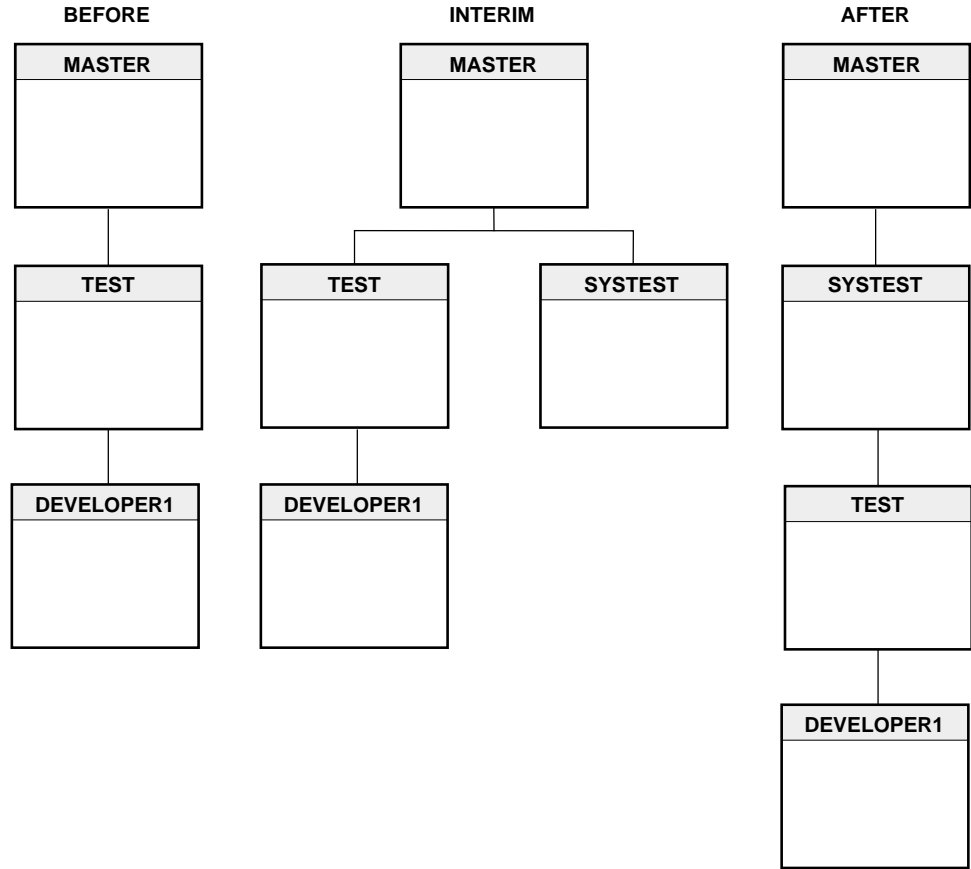 BEFORE
INTERIM
AFTER
MASTER
MASTER
MASTER
TEST
TEST
SYSTEST
SYSTEST
DEVELOPER1
DEVELOPER1
TEST
DEVELOPER1